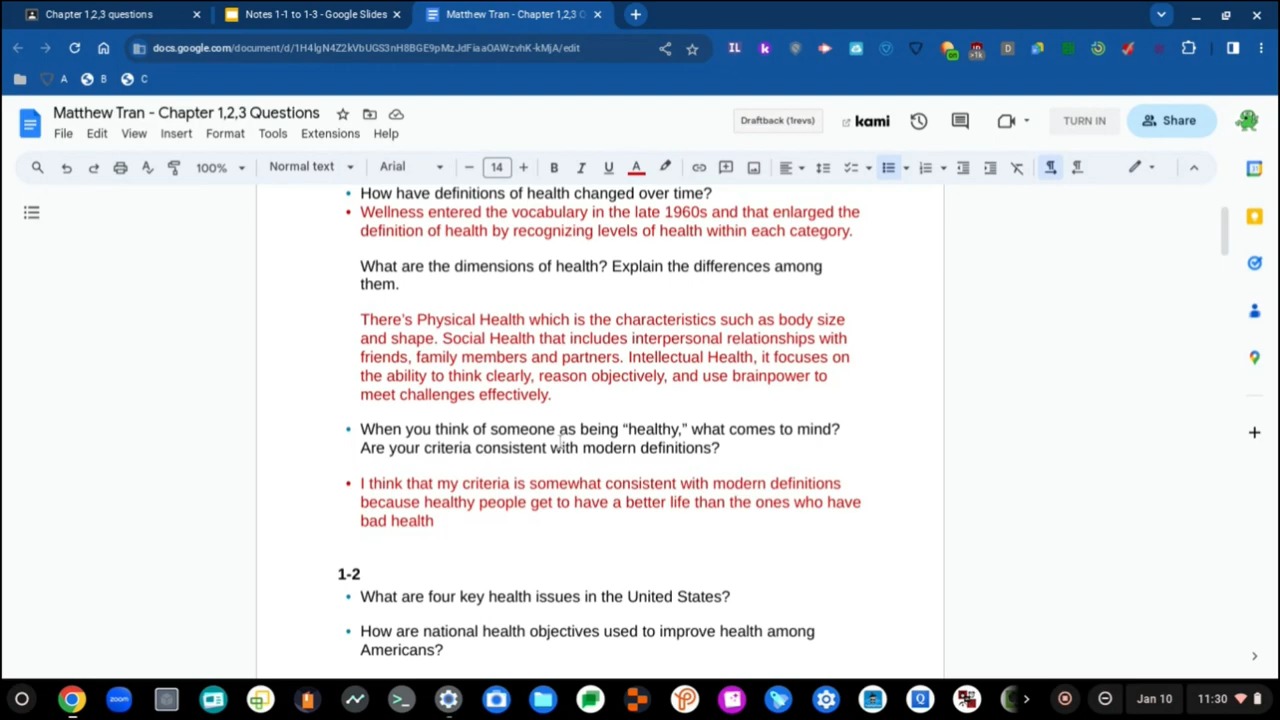 Chapter 1,2,3 questions
Notes 1-1 to 1-3 - Google Slides
Matthew Tran - Chapter 1,2,3 Q
docs.google.com/document/d/1H4lgN4Z2kVbUGS3nH8BGE9pMzJdFiaaOAWzvhK-kMjA/edit
A
B
C
Matthew Tran - Chapter 1,2,3 Questions
File Edit View Insert Format Tools Extensions Help
Draftback (1revs)
kami
TURN IN
Share
100%
Normal text
Arial
14
How have definitions of health changed over time?
Wellness entered the vocabulary in the late 1960s and that enlarged the
definition of health by recognizing levels of health within each category.
What are the dimensions of health? Explain the differences among
them.
There's Physical Health which is the characteristics such as body size
and shape. Social Health that includes interpersonal relationships with
friends, family members and partners. Intellectual Health, it focuses on
the ability to think clearly, reason objectively, and use brainpower to
meet challenges effectively.
When you think of someone as being “healthy,” what comes to mind?
Are your criteria consistent with modern definitions?
I think that my criteria is somewhat consistent with modern definitions
because healthy people get to have a better life than the ones who have
bad health
1-2
What are four key health issues in the United States?
How are national health objectives used to improve health among
Americans?
zoom
Jan 10
11:30